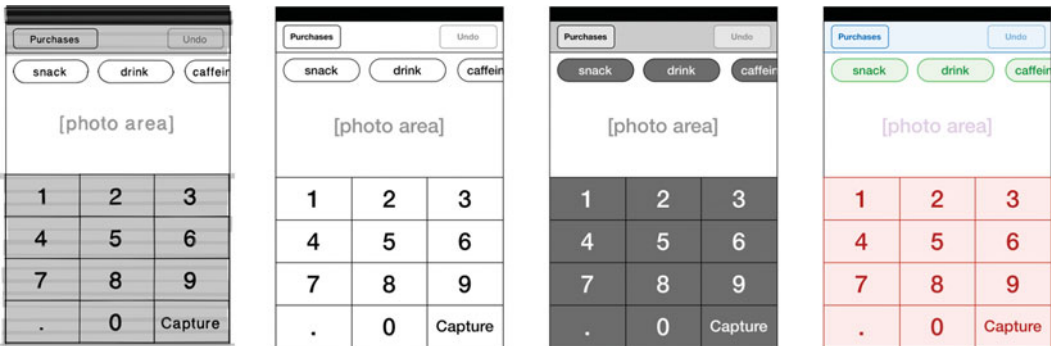 Purchases Undo
snack drink caffein
[photo area]
1 2 3
4 5 6
7 8 9
. 0 Capture
Purchases Undo
snack drink caffein
[photo area]
1 2 3
4 5 6
7 8 9
. 0 Capture
Purchases Undo
snack drink caffein
[photo area]
1 2 3
4 5 6
7 8 9
. 0 Capture
Purchases Undo
snack drink caffein
[photo area]
1 2 3
4 5 6
7 8 9
. 0 Capture